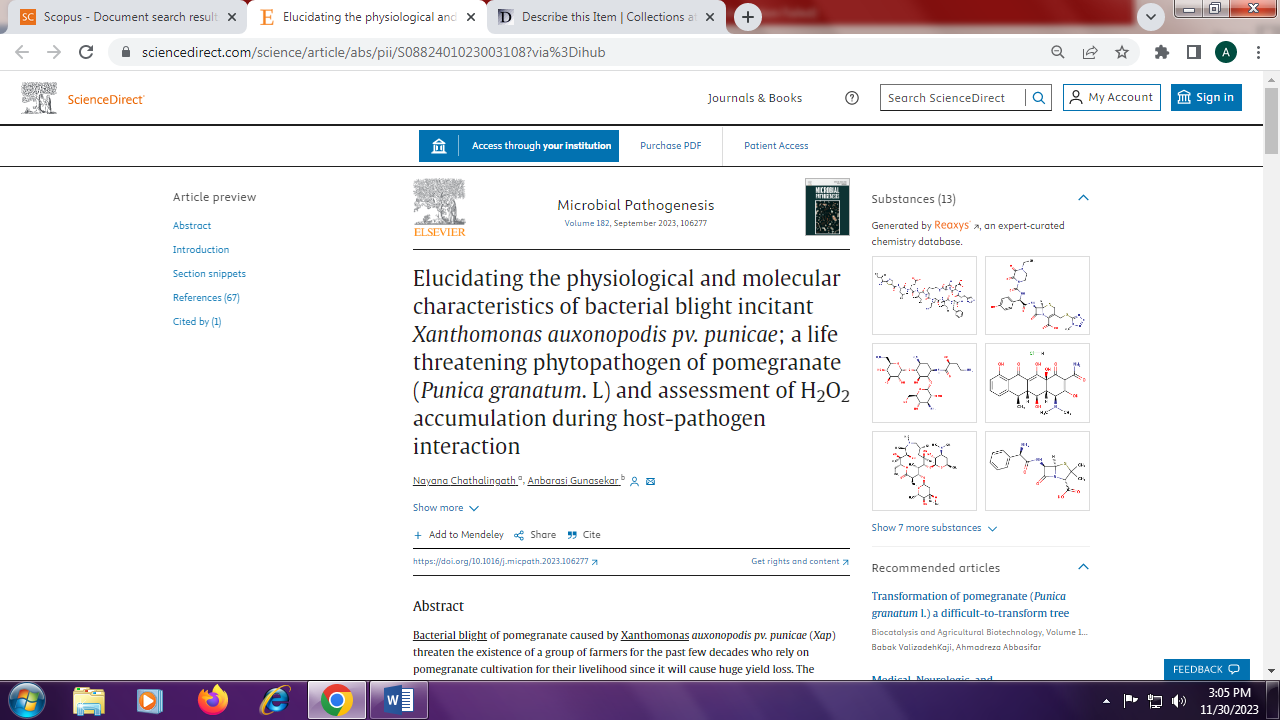 Scopus - Document search result
Elucidating the physiological and
Describe this Item | Collections at
sciencedirect.com/science/article/abs/pii/S0882401023003108?via%3Dihub
A
ScienceDirect
Journals & Books
Search ScienceDirect
My Account
Sign in
Access through your institution
Purchase PDF
Patient Access
Article preview
Abstract
Introduction
Section snippets
References (67)
Cited by (1)
ELSEVIER
Microbial Pathogenesis
Volume 182, September 2023, 106277
MICROBIAL
PATHOGENESIS
Elucidating the physiological and molecular
characteristics of bacterial blight incitant
Xanthomonas auxonopodis pv. punicae; a life
threatening phytopathogen of pomegranate
(Punica granatum. L) and assessment of H₂O₂
accumulation during host-pathogen
interaction
Nayana Chathalingath ᵃ, Anbarasi Gunasekar ᵇ
Show more
Add to Mendeley
Share
Cite
https://doi.org/10.1016/j.micpath.2023.106277
Get rights and content
Abstract
Bacterial blight of pomegranate caused by Xanthomonas auxonopodis pv. punicae (Xap)
threaten the existence of a group of farmers for the past few decades who rely on
pomegranate cultivation for their livelihood since it will cause huge yield loss. The
Substances (13)
Generated by Reaxys, an expert-curated
chemistry database.
Show 7 more substances
Recommended articles
Transformation of pomegranate (Punica
granatum l.) a difficult-to-transform tree
Biocatalysis and Agricultural Biotechnology, Volume 1...
Babak ValizadehKaji, Ahmadreza Abbasifar
Medical, Neurologic, and
FEEDBACK
3:05 PM
11/30/2023